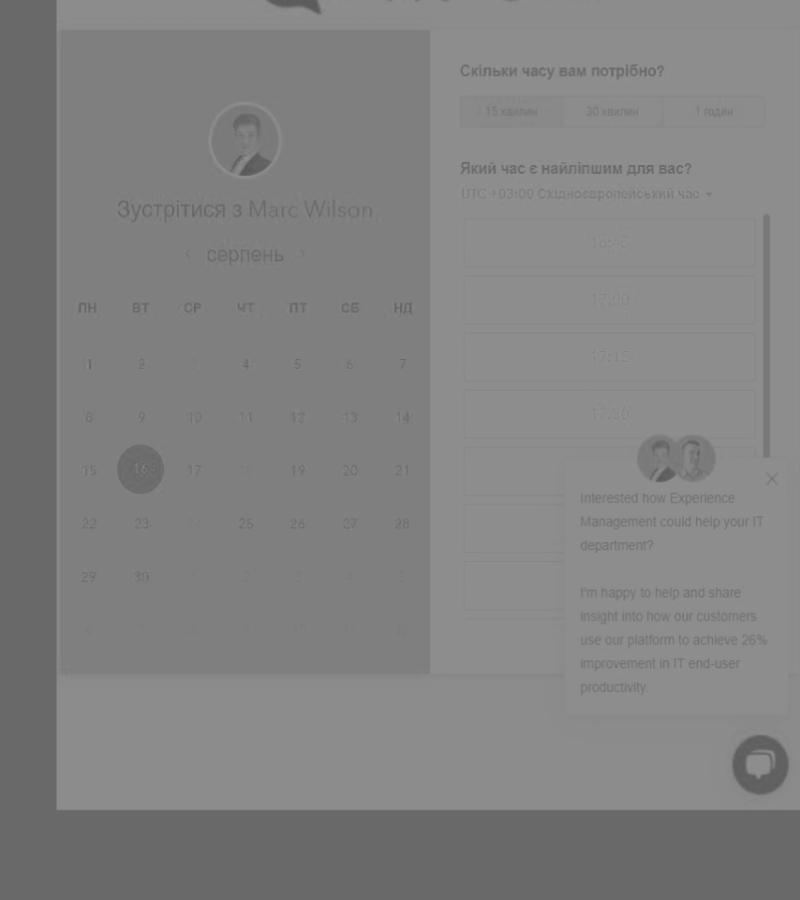 Зустрітися з Marc Wilson
серпень
ПН ВТ СР ЧТ ПТ СБ НД
1 2 3 4 5 6 7
8 9 10 11 12 13 14
15 16 17 18 19 20 21
22 23 24 25 26 27 28
29 30 1 2 3 4 5
6 7 8 9 10 11 12
Скільки часу вам потрібно?
15 хвилин 30 хвилин 1 годин
Який час є найліпшим для вас?
UTC +03:00 Східноєвропейський час
16:45
17:00
17:15
17:30
Interested how Experience
Management could help your IT
department?
I'm happy to help and share
insight into how our customers
use our platform to achieve 26%
improvement in IT end-user
productivity.